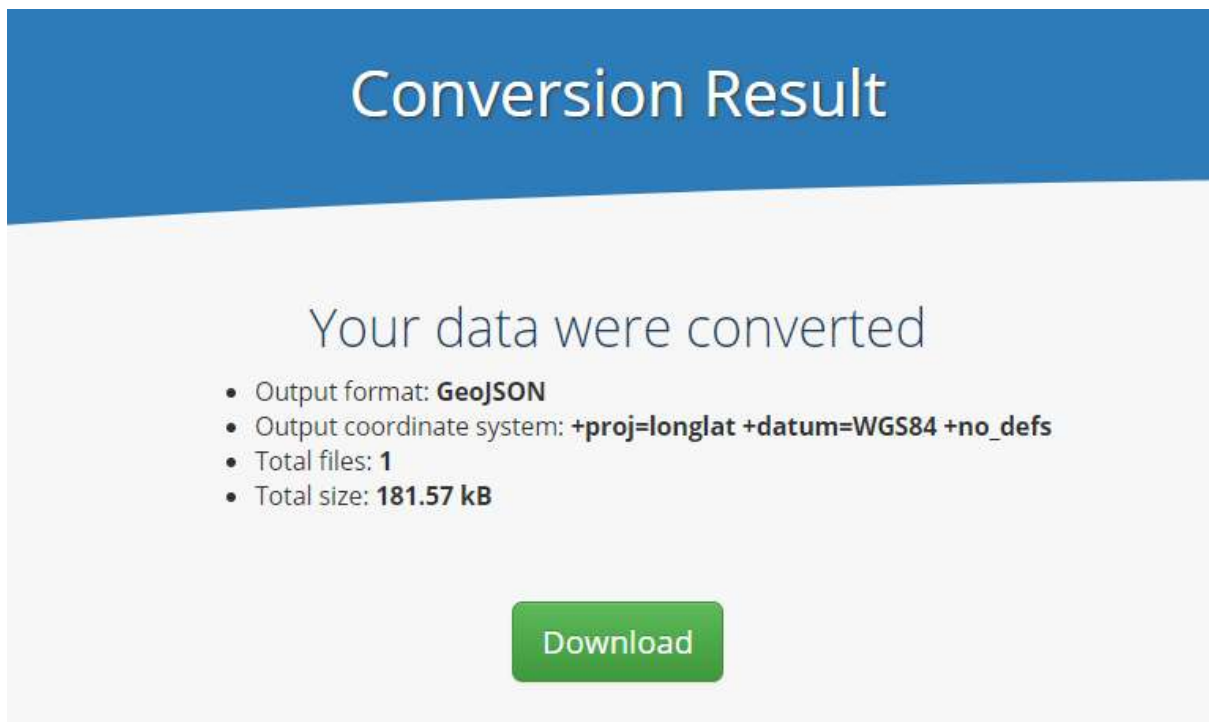 Conversion Result
Your data were converted
• Output format: GeoJSON
• Output coordinate system: +proj=longlat +datum=WGS84 +no_defs
• Total files: 1
• Total size: 181.57 kB
Download